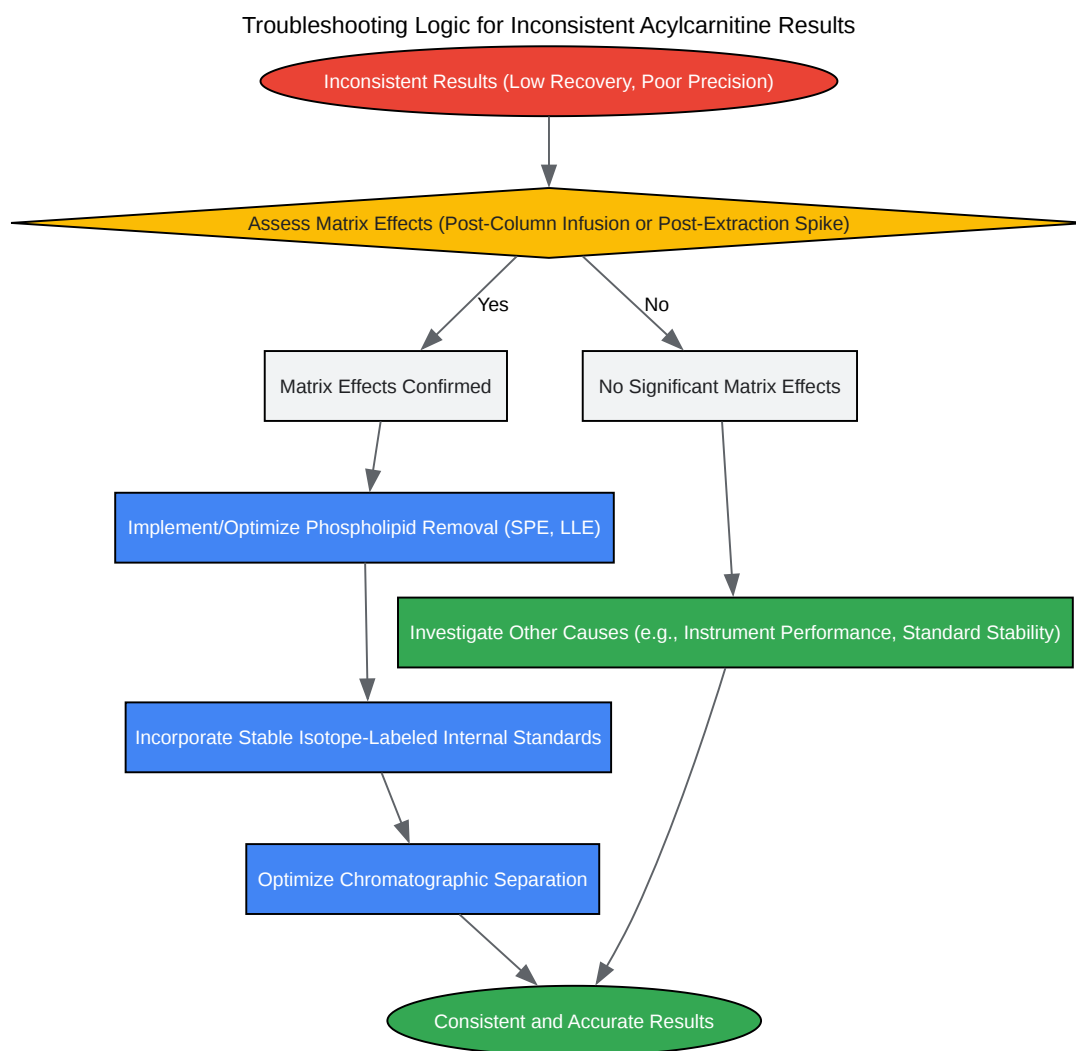 Troubleshooting Logic for Inconsistent Acylcarnitine Results
Inconsistent Results (Low Recovery, Poor Precision)
Assess Matrix Effects (Post-Column Infusion or Post-Extraction Spike)
Yes
No
Matrix Effects Confirmed
No Significant Matrix Effects
Implement/Optimize Phospholipid Removal (SPE, LLE)
Investigate Other Causes (e.g., Instrument Performance, Standard Stability)
Incorporate Stable Isotope-Labeled Internal Standards
Optimize Chromatographic Separation
Consistent and Accurate Results